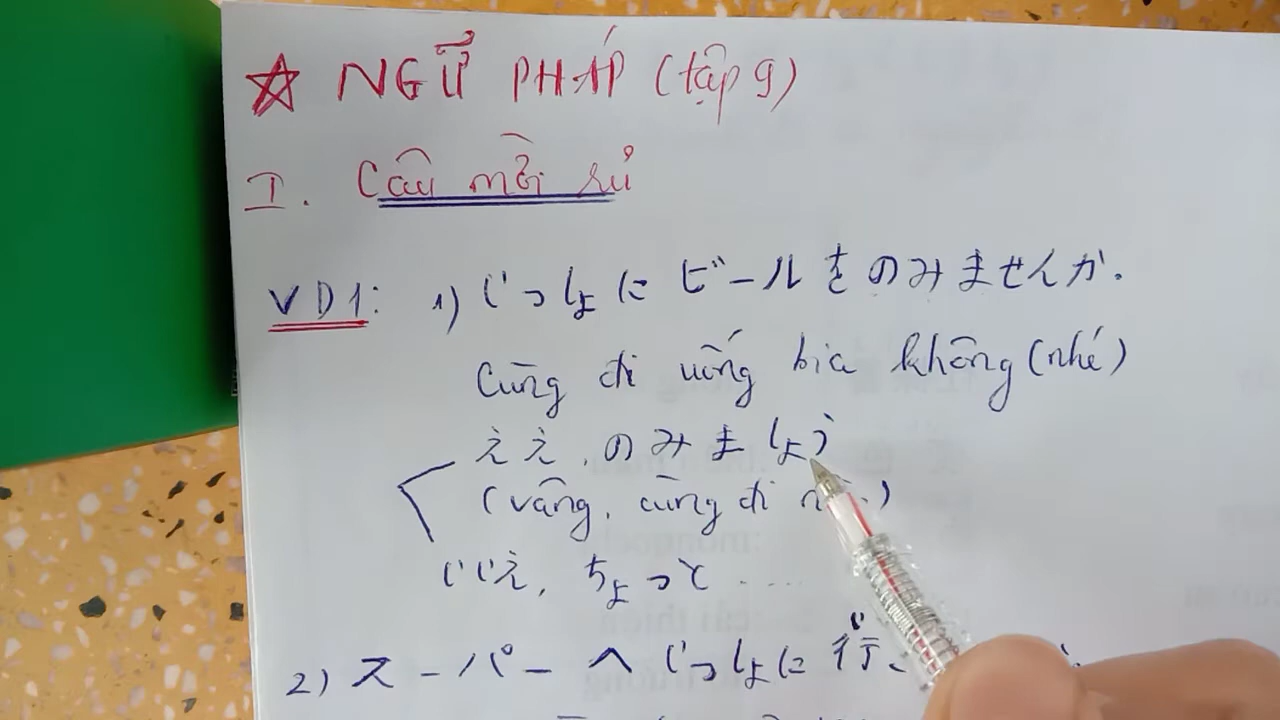 ☆ NGỮ PHÁP (tập 9)
I. Câu mời rủ
VD1: 1) いっしょに ビールをのみませんか.
Cùng đi uống bia không (nhé)
ええ, のみましょう
(vâng, cùng đi
いいえ, ちょっと ....
2) スーパーへいっしょに 行